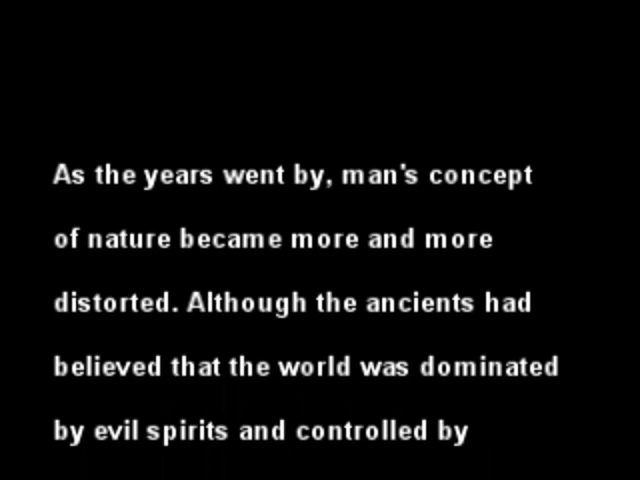 As the years went by, man's concept
of nature became more and more
distorted. Although the ancients had
believed that the world was dominated
by evil spirits and controlled by